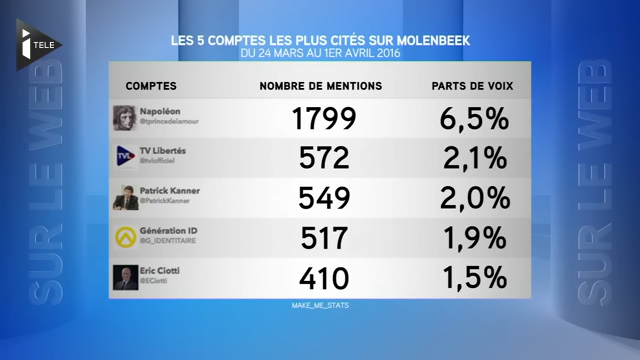 iTELE
LES 5 COMPTES LES PLUS CITÉS SUR MOLENBEEK
DU 24 MARS AU 1ER AVRIL 2016
COMPTES NOMBRE DE MENTIONS PARTS DE VOIX
Napoléon
@tprincedelamour
1799 6,5%
TVL
TV Libertés
@tvlofficiel
572 2,1%
Patrick Kanner
@PatrickKanner
549 2,0%
Génération ID
@G_IDENTITAIRE
517 1,9%
Eric Ciotti
@ECiotti
410 1,5%
MAKE_ME_STATS
SUR LE WEB
SUR LE WEB